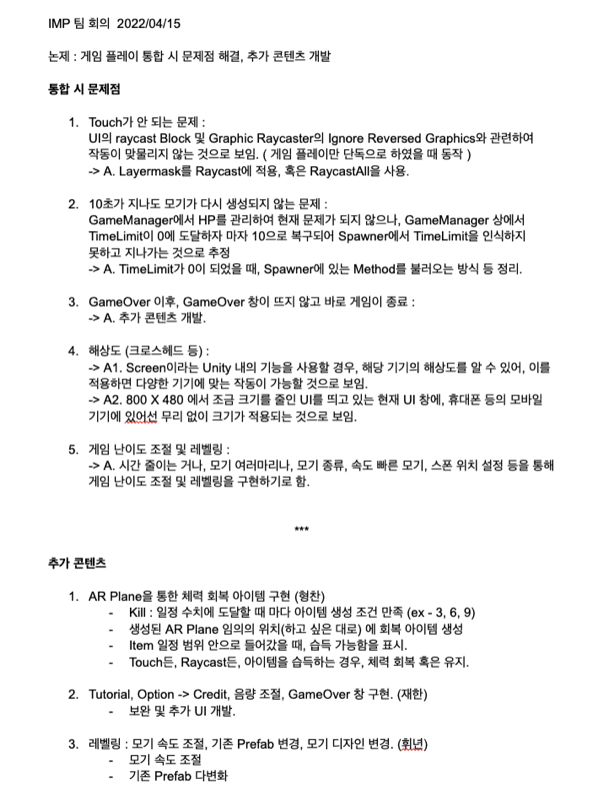 IMP 팀 회의 2022/04/15
논제 : 게임 플레이 통합 시 문제점 해결, 추가 콘텐츠 개발
통합 시 문제점
1. Touch가 안 되는 문제 :
UI의 raycast Block 및 Graphic Raycaster의 Ignore Reversed Graphics와 관련하여
작동이 맞물리지 않는 것으로 보임. ( 게임 플레이만 단독으로 하였을 때 동작 )
-> A. Layermask를 Raycast에 적용, 혹은 RaycastAll을 사용.
2. 10초가 지나도 모기가 다시 생성되지 않는 문제 :
GameManager에서 HP를 관리하여 현재 문제가 되지 않으나, GameManager 상에서
TimeLimit이 0에 도달하자 마자 10으로 복구되어 Spawner에서 TimeLimit을 인식하지
못하고 지나가는 것으로 추정
-> A. TimeLimit가 0이 되었을 때, Spawner에 있는 Method를 불러오는 방식 등 정리.
3. GameOver 이후, GameOver 창이 뜨지 않고 바로 게임이 종료 :
-> A. 추가 콘텐츠 개발.
4. 해상도 (크로스헤드 등) :
-> A1. Screen이라는 Unity 내의 기능을 사용할 경우, 해당 기기의 해상도를 알 수 있어, 이를
적용하면 다양한 기기에 맞는 작동이 가능할 것으로 보임.
-> A2. 800 X 480 에서 조금 크기를 줄인 UI를 띄고 있는 현재 UI 창에, 휴대폰 등의 모바일
기기에 있어선 무리 없이 크기가 적용되는 것으로 보임.
5. 게임 난이도 조절 및 레벨링 :
-> A. 시간 줄이는 거나, 모기 여러마리나, 모기 종류, 속도 빠른 모기, 스폰 위치 설정 등을 통해
게임 난이도 조절 및 레벨링을 구현하기로 함.
***
추가 콘텐츠
1. AR Plane을 통한 체력 회복 아이템 구현 (형찬)
- Kill : 일정 수치에 도달할 때 마다 아이템 생성 조건 만족 (ex - 3, 6, 9)
- 생성된 AR Plane 임의의 위치(하고 싶은 대로) 에 회복 아이템 생성
- Item 일정 범위 안으로 들어갔을 때, 습득 가능함을 표시.
- Touch든, Raycast든, 아이템을 습득하는 경우, 체력 회복 혹은 유지.
2. Tutorial, Option -> Credit, 음량 조절, GameOver 창 구현. (재한)
- 보완 및 추가 UI 개발.
3. 레벨링 : 모기 속도 조절, 기존 Prefab 변경, 모기 디자인 변경. (휘년)
- 모기 속도 조절
- 기존 Prefab 다변화